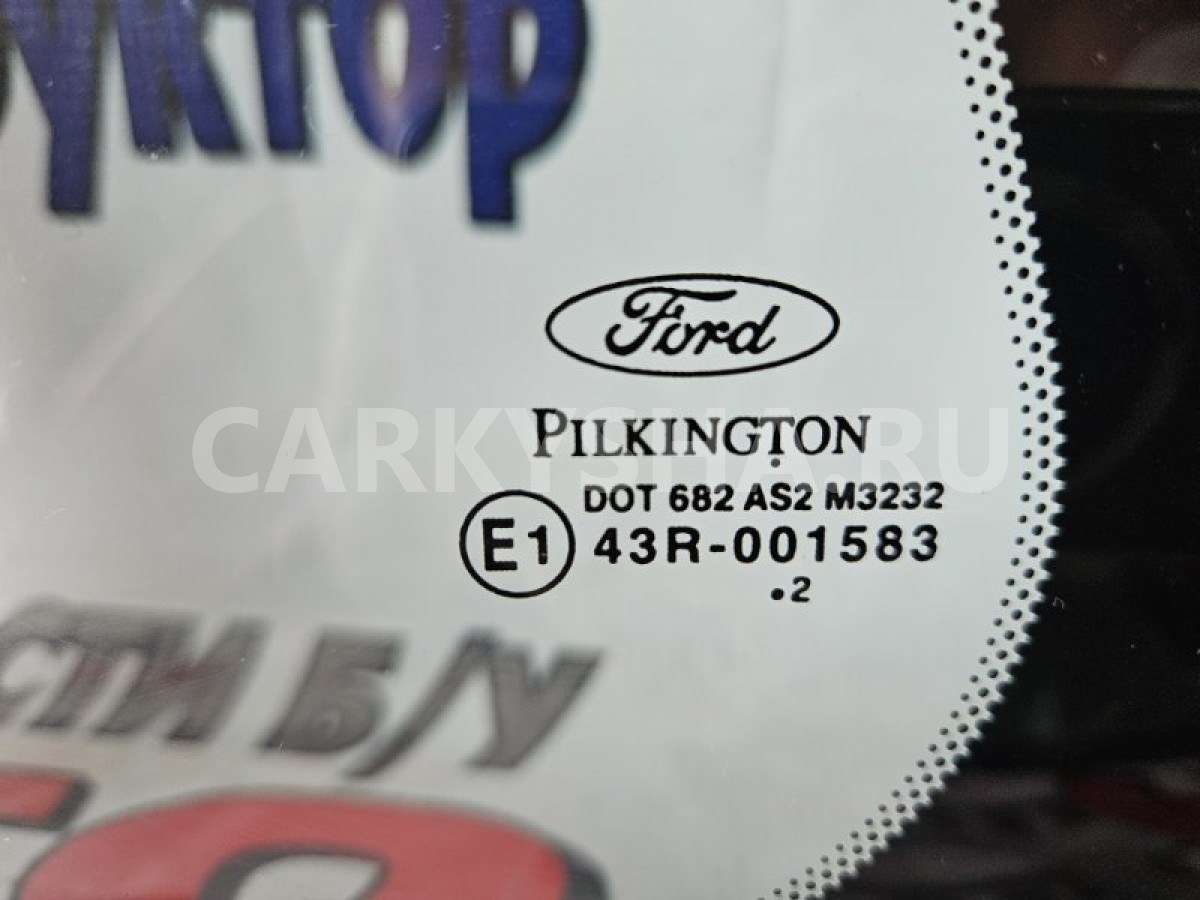 Ford
PILKINGTON
CARKYSHA.RU
DOT 682 AS2 M3232
E1 43R-001583
.2
Б/У